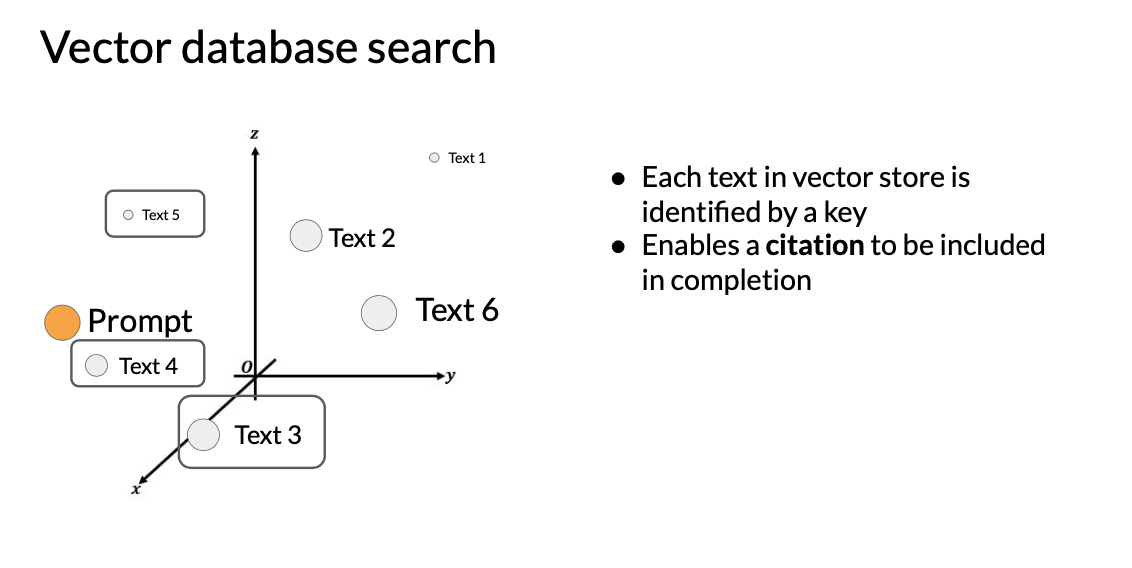 Vector database search
z
Text 1
Text 5
Text 2
Prompt
Text 6
Text 4
O
y
Text 3
x
● Each text in vector store is
identified by a key
● Enables a citation to be included
in completion